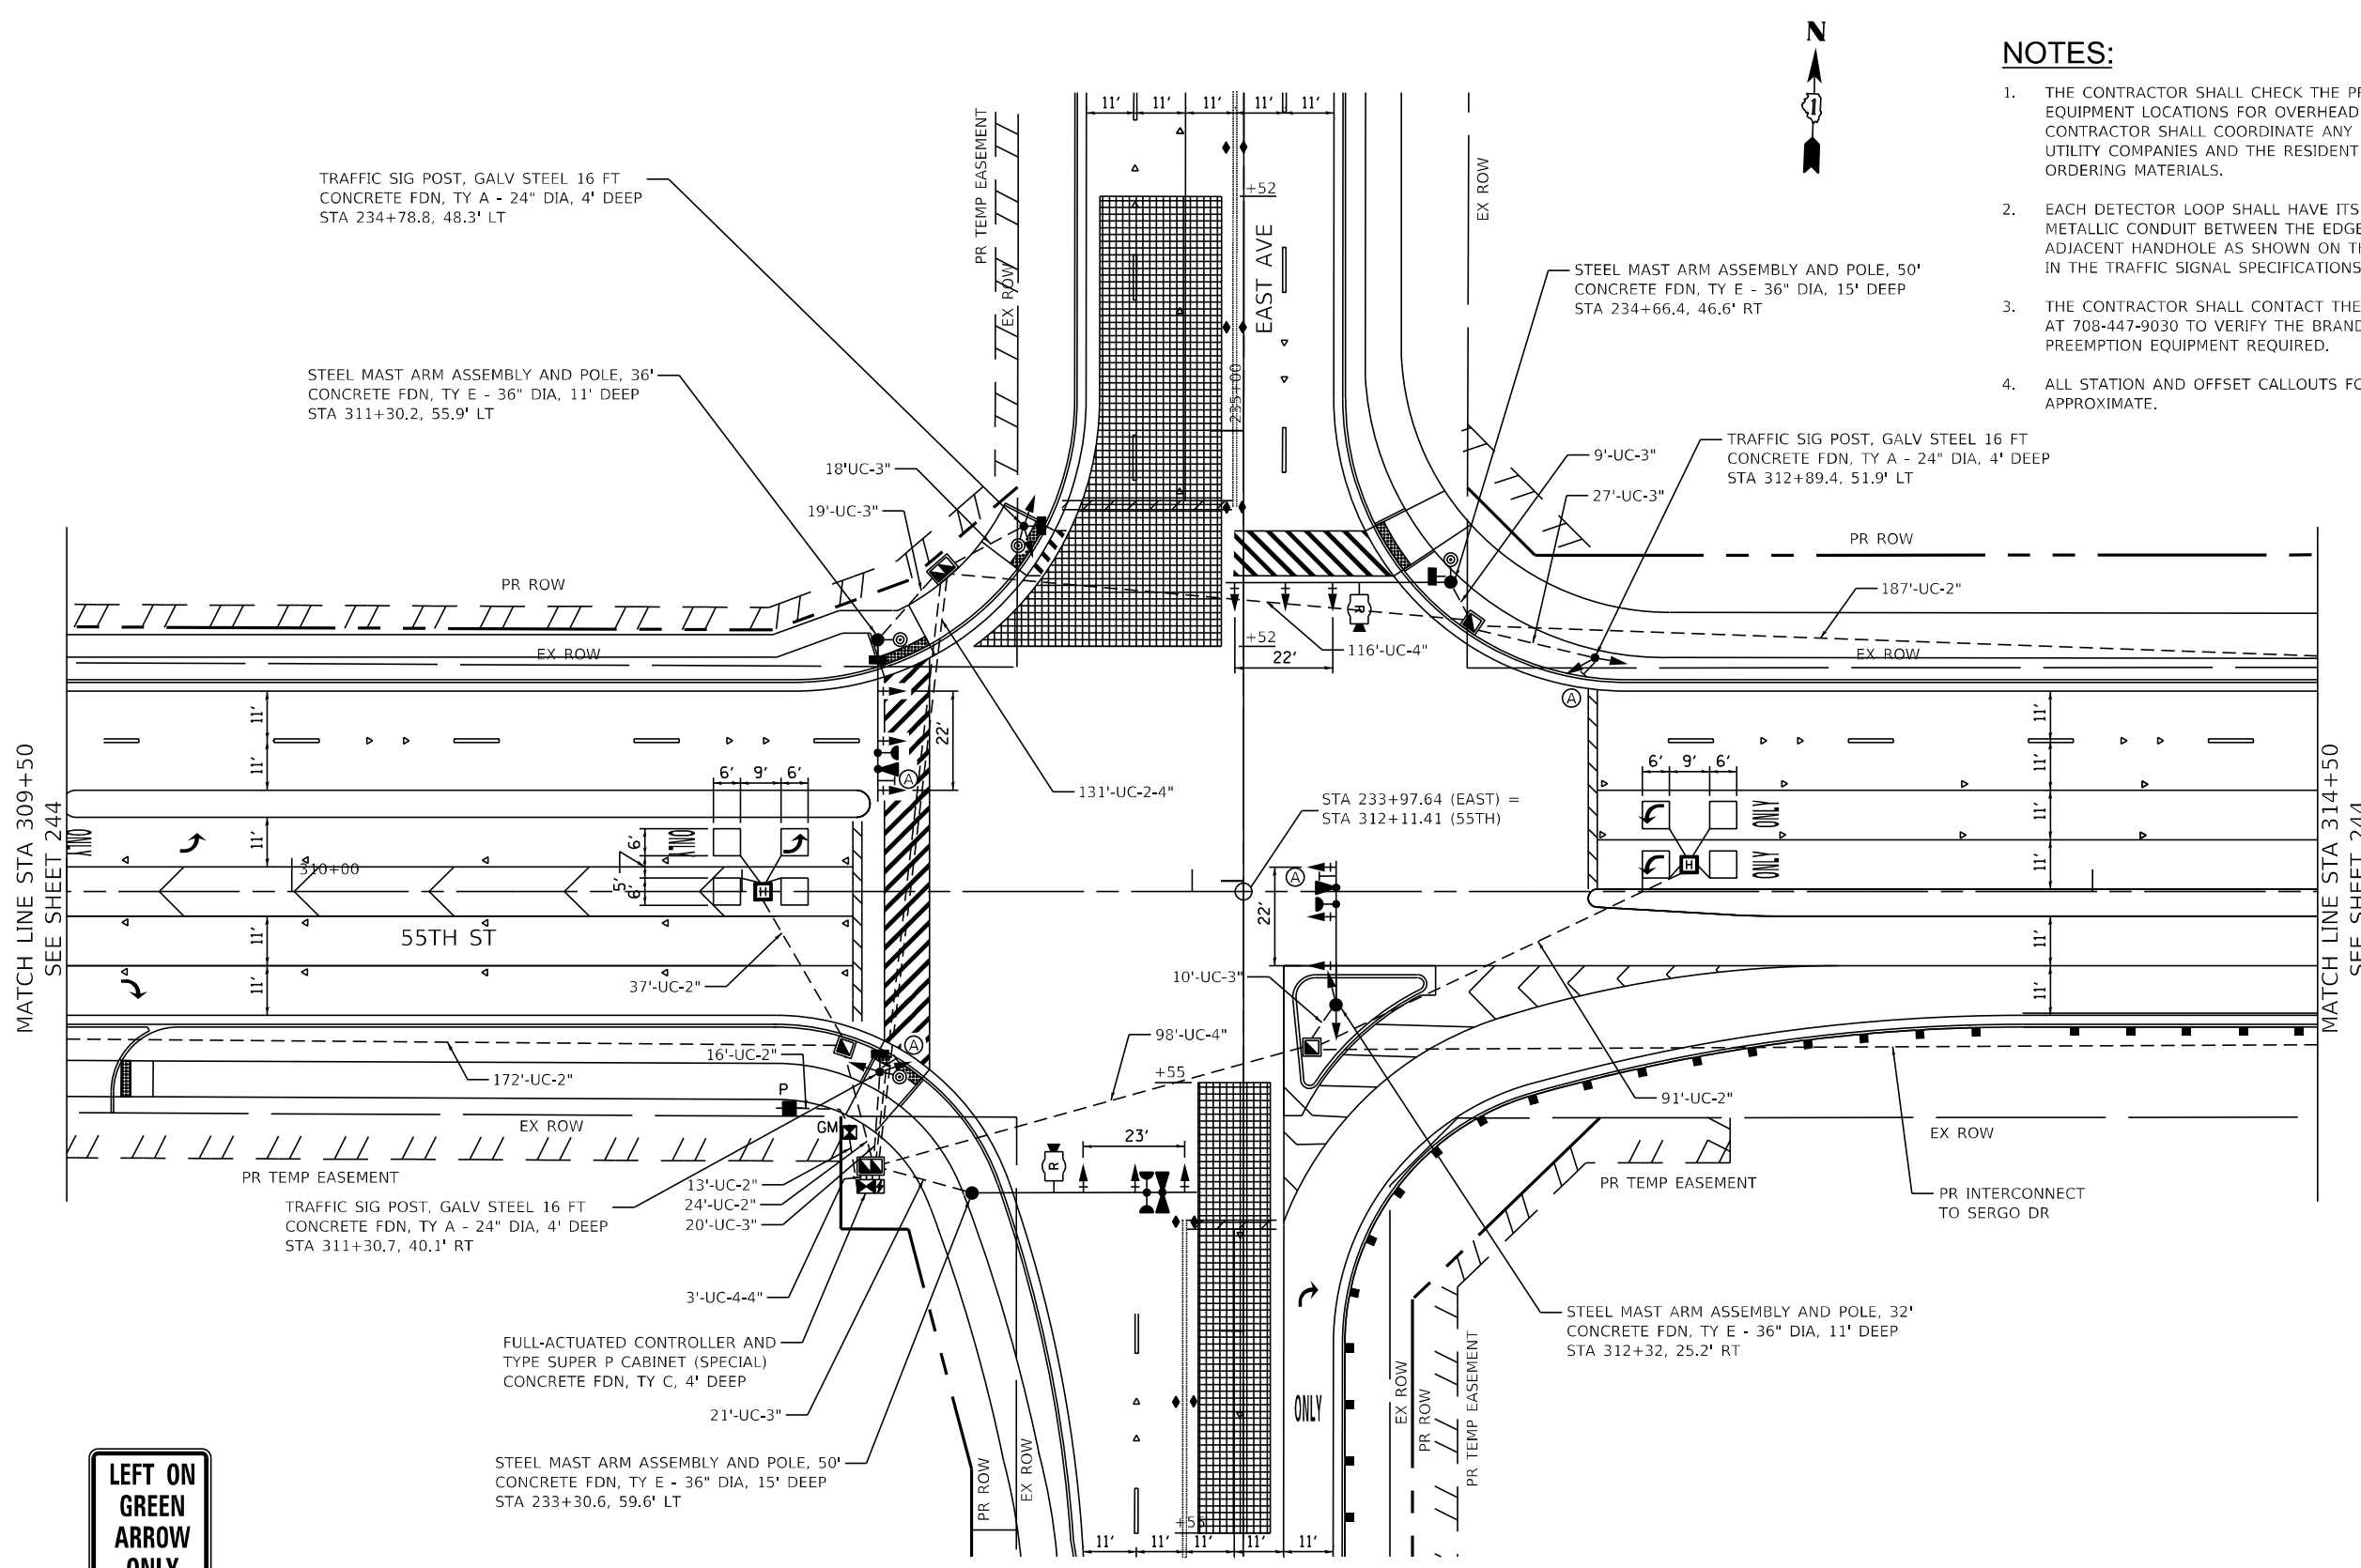 N
NOTES:
1. THE CONTRACTOR SHALL CHECK THE
EQUIPMENT LOCATIONS FOR OVERHEAD
CONTRACTOR SHALL COORDINATE ANY
UTILITY COMPANIES AND THE RESIDENT
ORDERING MATERIALS.
2. EACH DETECTOR LOOP SHALL HAVE ITS
METALLIC CONDUIT BETWEEN THE
ADJACENT HANDHOLE AS SHOWN ON
IN THE TRAFFIC SIGNAL SPECIFICATIONS
3. THE CONTRACTOR SHALL CONTACT THE
AT 708-447-9030 TO VERIFY THE BRAND
PREEMPTION EQUIPMENT REQUIRED.
4. ALL STATION AND OFFSET CALLOUTS
APPROXIMATE.
11' 11' 11' 11' 11'
PR TEMP EASEMENT
EX ROW
TRAFFIC SIG POST, GALV STEEL 16 FT
CONCRETE FDN, TY A - 24" DIA, 4' DEEP
STA 234+78.8, 48.3' LT
+52
EAST AVE
EX ROW
STEEL MAST ARM ASSEMBLY AND POLE, 50'
CONCRETE FDN, TY E - 36" DIA, 15' DEEP
STA 234+66.4, 46.6' RT
STEEL MAST ARM ASSEMBLY AND POLE, 36'
CONCRETE FDN, TY E - 36" DIA, 11' DEEP
STA 311+30.2, 55.9' LT
235+00
TRAFFIC SIG POST, GALV STEEL 16 FT
CONCRETE FDN, TY A - 24" DIA, 4' DEEP
STA 312+89.4, 51.9' LT
18'UC-3"
19'-UC-3"
9'-UC-3"
27'-UC-3"
PR ROW
PR ROW
187'-UC-2"
R
+52
22'
116'-UC-4"
EX ROW
EX ROW
A
11'
11'
22'
A
131'-UC-2-4"
6' 9' 6'
6' 9' 6'
11'
11'
MATCH LINE STA 309+50
SEE SHEET 244
ONLY
11'
6'
5'
6'
ONLY
H
310+00
55TH ST
11'
11'
STA 233+97.64 (EAST) =
STA 312+11.41 (55TH)
A
22'
ONLY
ONLY
H
11'
11'
11'
MATCH LINE STA 314+50
SEE SHEET 244
37'-UC-2"
10'-UC-3"
98'-UC-4"
16'-UC-2"
A
172'-UC-2"
P
+55
91'-UC-2"
EX ROW
GM
EX ROW
PR TEMP EASEMENT
R
23'
PR TEMP EASEMENT
13'-UC-2"
24'-UC-2"
20'-UC-3"
TRAFFIC SIG POST, GALV STEEL 16 FT
CONCRETE FDN, TY A - 24" DIA, 4' DEEP
STA 311+30.7, 40.1' RT
PR INTERCONNECT
TO SERGO DR
3'-UC-4-4"
FULL-ACTUATED CONTROLLER AND
TYPE SUPER P CABINET (SPECIAL)
CONCRETE FDN, TY C, 4' DEEP
STEEL MAST ARM ASSEMBLY AND POLE, 32'
CONCRETE FDN, TY E - 36" DIA, 11' DEEP
STA 312+32, 25.2' RT
21'-UC-3"
ONLY
EX ROW
PR ROW
PR TEMP EASEMENT
STEEL MAST ARM ASSEMBLY AND POLE, 50'
CONCRETE FDN, TY E - 36" DIA, 15' DEEP
STA 233+30.6, 59.6' LT
PR ROW
EX ROW
+55
11' 11' 11' 11' 11'
LEFT ON
GREEN
ARROW
ONLY